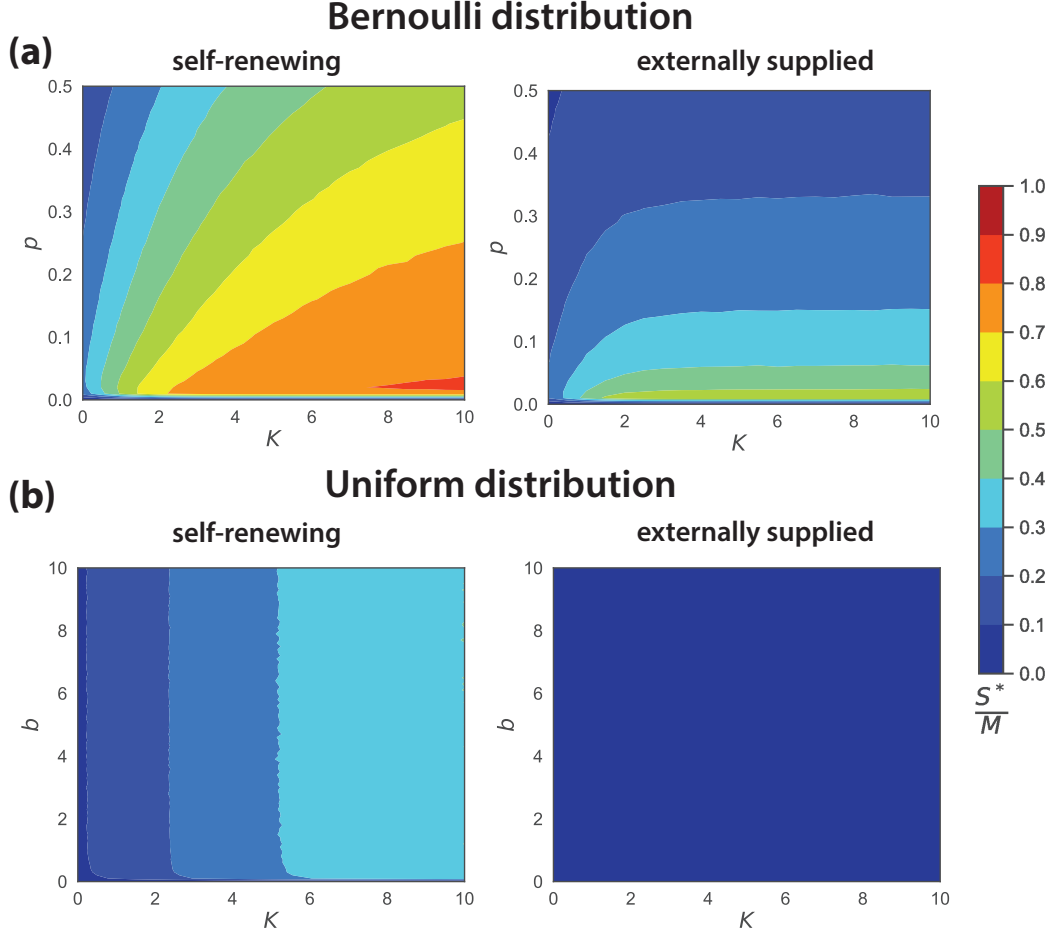 Bernoulli distribution
(a)
self-renewing
externally supplied
0.5
0.4
0.3
0.2
0.1
0.0
p
0 2 4 6 8 10
K
0.5
0.4
0.3
0.2
0.1
0.0
p
0 2 4 6 8 10
K
1.0
0.9
0.8
0.7
0.6
0.5
0.4
0.3
0.2
0.1
0.0
S*
M
(b)
Uniform distribution
self-renewing
externally supplied
10
8
6
4
2
0
b
0 2 4 6 8 10
K
10
8
6
4
2
0
b
0 2 4 6 8 10
K